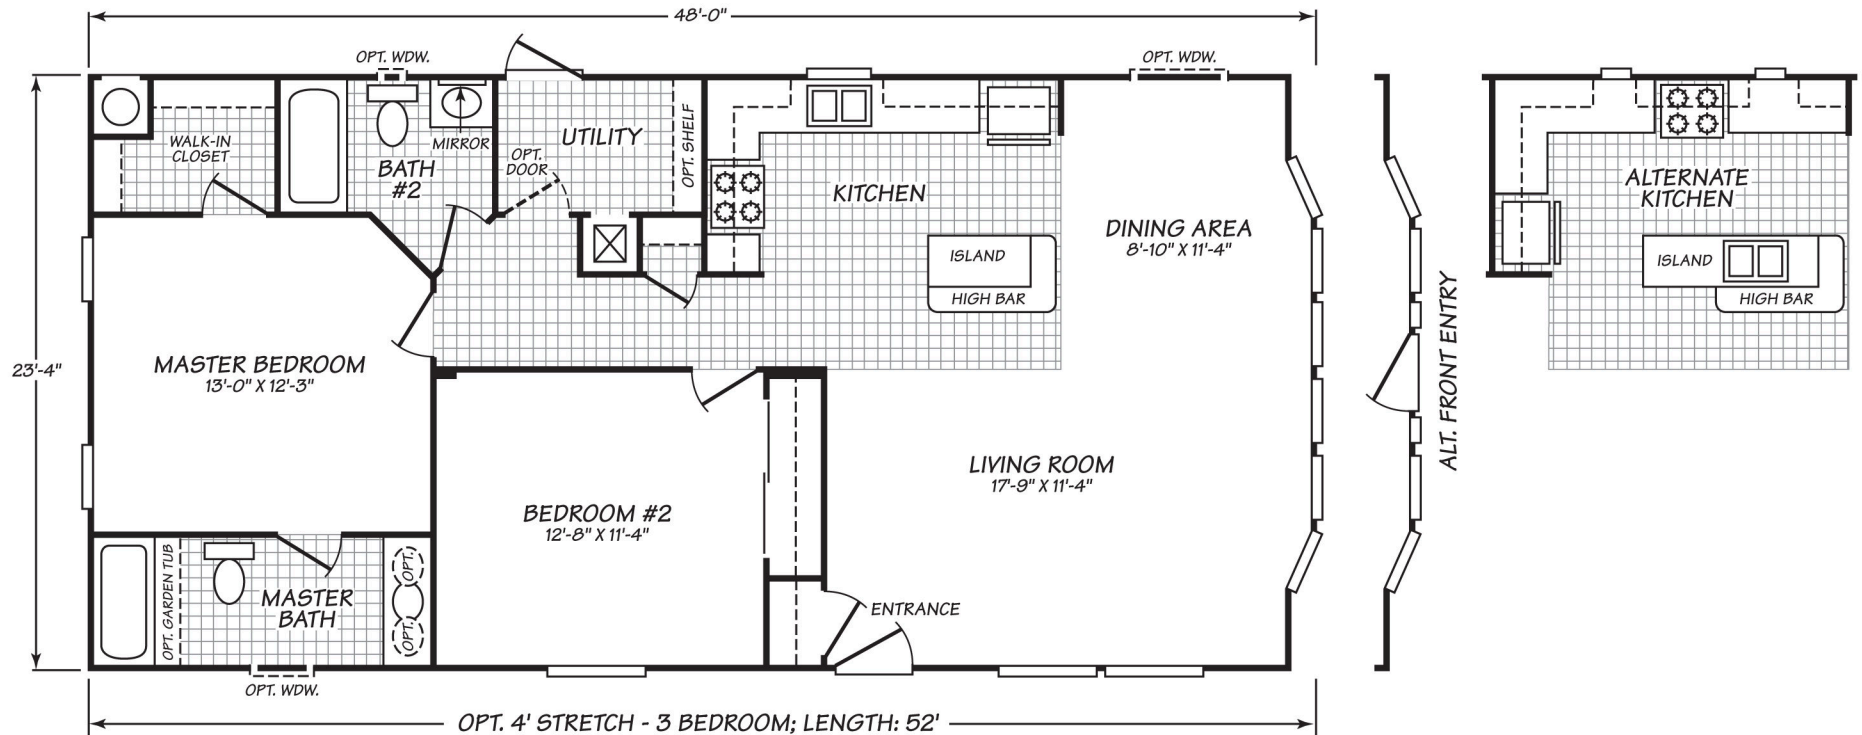 48'-0"
OPT. WDW.
OPT. WDW.
WALK-IN
CLOSET
MIRROR
BATH
#2
UTILITY
OPT.
DOOR
OPT. SHELF
KITCHEN
ISLAND
HIGH BAR
DINING AREA
8'-10" X 11'-4"
ALTERNATE
KITCHEN
ISLAND
HIGH BAR
ALT. FRONT ENTRY
23'-4"
MASTER BEDROOM
13'-0" X 12'-3"
BEDROOM #2
12'-8" X 11'-4"
LIVING ROOM
17'-9" X 11'-4"
OPT. GARDEN TUB
MASTER
BATH
OPT.
OPT.
ENTRANCE
OPT. WDW.
OPT. 4' STRETCH - 3 BEDROOM; LENGTH: 52'